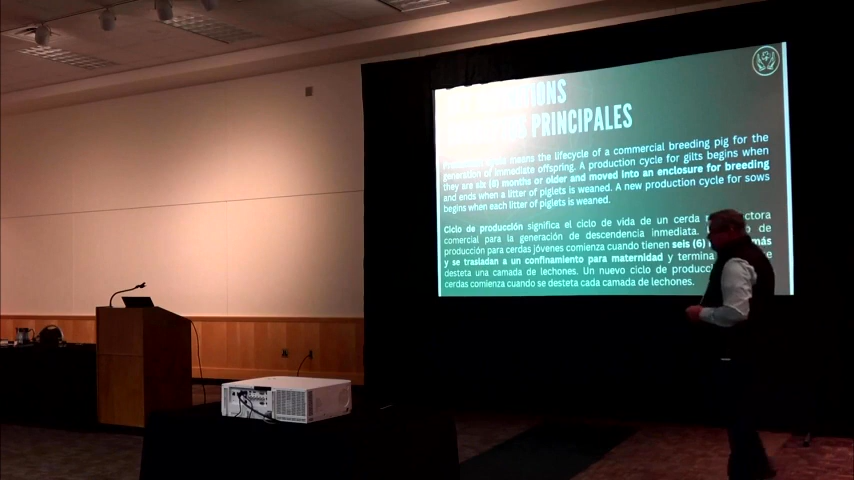 PRINCIPALES
means the lifecycle of a commercial breeding pig for the
generation of immediate offspring. A production cycle for gilts begins when
they are six (6) months or older and moved into an enclosure for breeding
and ends when a litter of piglets is weaned. A new production cycle for sows
begins when each litter of piglets is weaned.
Ciclo de producción significa el ciclo de vida de un cerda
comercial para la generación de descendencia inmediata. de
producción para cerdas jóvenes comienza cuando tienen seis (6) más
y se trasladan a un confinamiento para maternidad y termina
desteta una camada de lechones. Un nuevo ciclo de
cerdas comienza cuando se desteta cada camada de lechones.